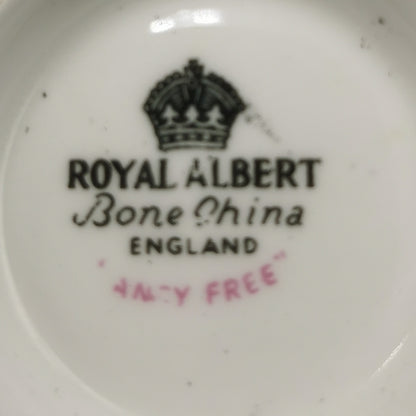 ROYAL ALBERT
Bone China
ENGLAND
FREE"